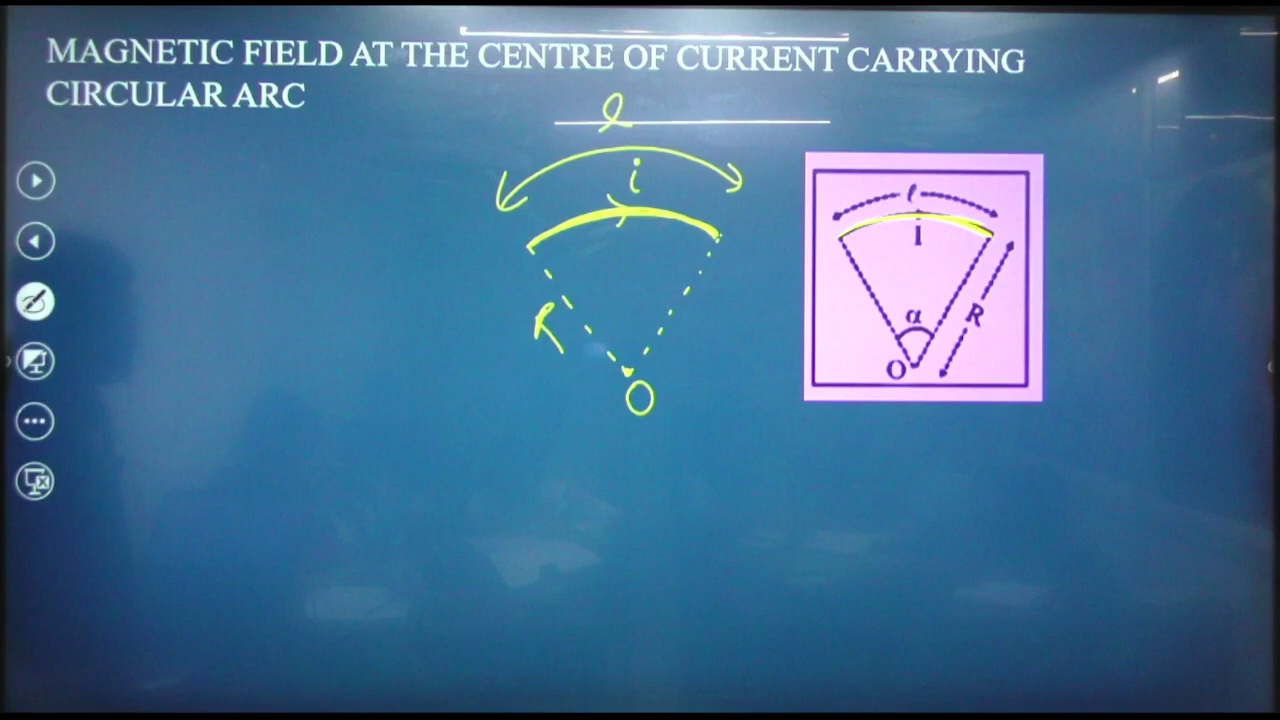 MAGNETIC FIELD AT THE CENTRE OF CURRENT CARRYING
CIRCULAR ARC
l
i
R
O
ℓ
I
α
R
O